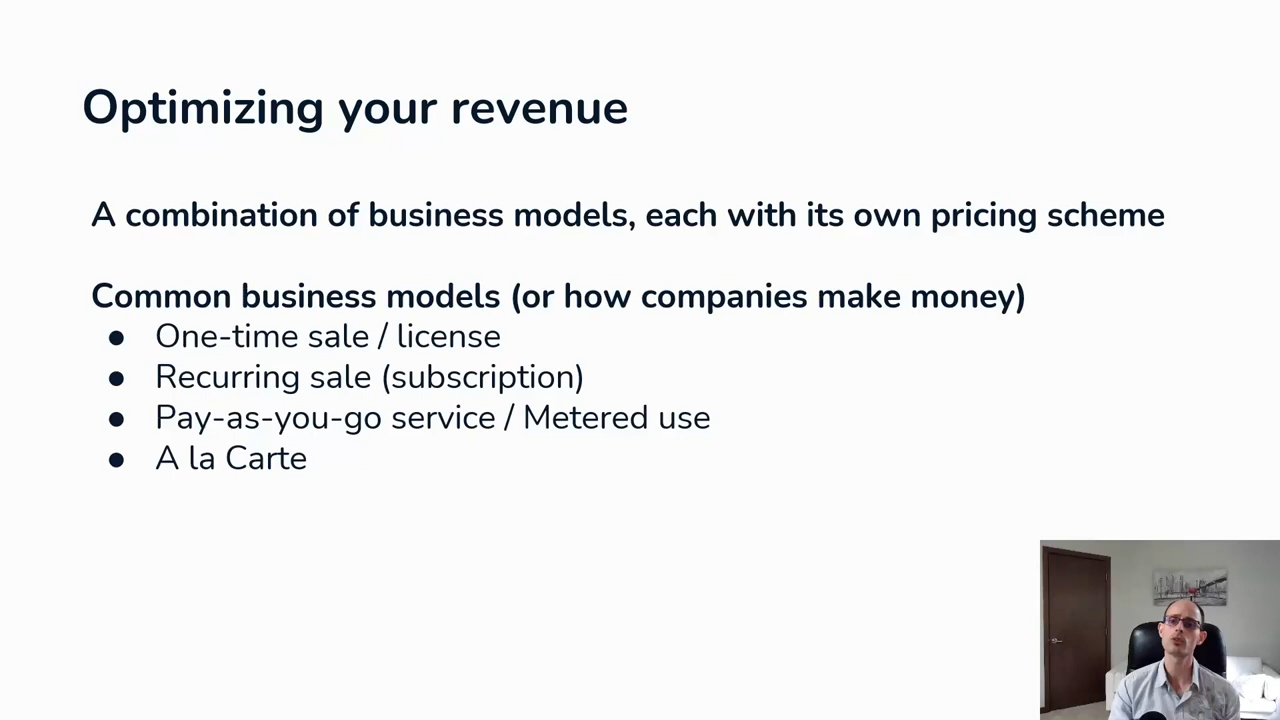 Optimizing your revenue
A combination of business models, each with its own pricing scheme
Common business models (or how companies make money)
● One-time sale / license
● Recurring sale (subscription)
● Pay-as-you-go service / Metered use
● A la Carte